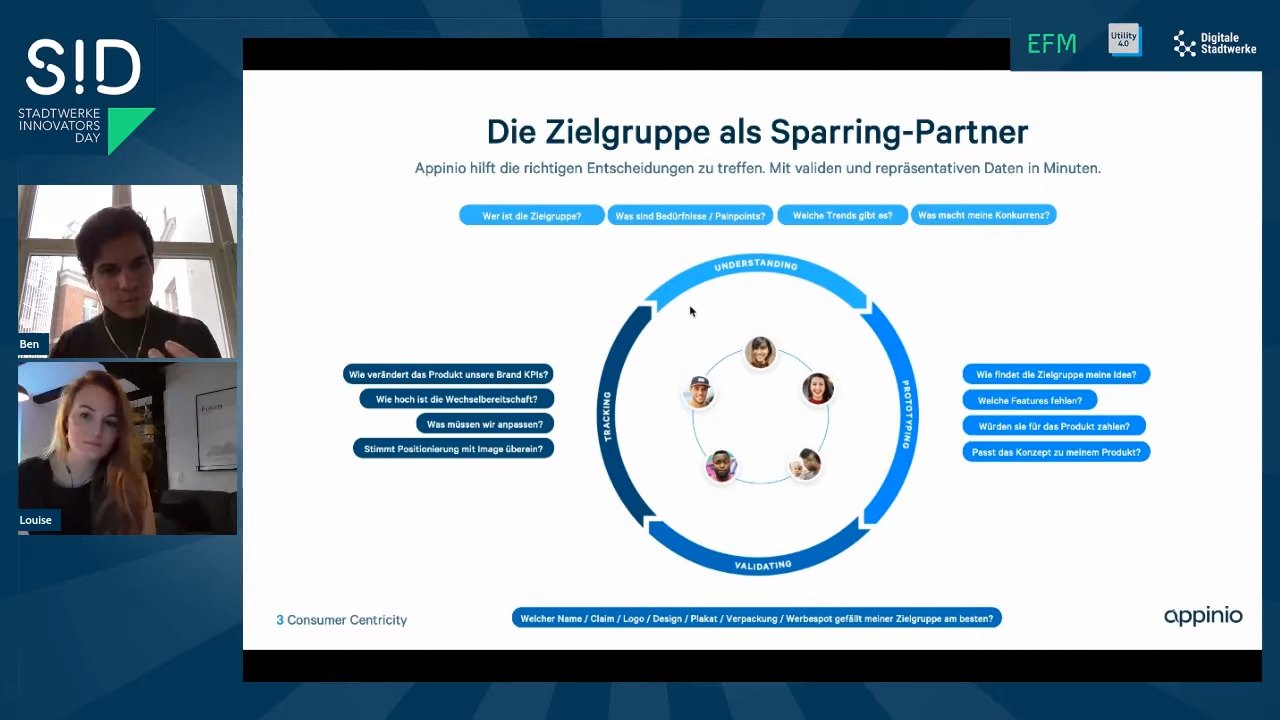 S!D
STADTWERKE
INNOVATORS
DAY
EFM
Utility
4.0
Digitale
Stadtwerke
Die Zielgruppe als Sparring-Partner
Appinio hilft die richtigen Entscheidungen zu treffen. Mit validen und repräsentativen Daten in Minuten.
Wer ist die Zielgruppe?
Was sind Bedürfnisse / Painpoints?
Welche Trends gibt es?
Was macht meine Konkurrenz?
UNDERSTANDING
Wie verändert das Produkt unsere Brand KPIs?
Wie hoch ist die Wechselbereitschaft?
Was müssen wir anpassen?
Stimmt Positionierung mit Image überein?
TRACKING
PROTOTYPING
Wie findet die Zielgruppe meine Idee?
Welche Features fehlen?
Würden sie für das Produkt zahlen?
Passt das Konzept zu meinem Produkt?
VALIDATING
Welcher Name / Claim / Logo / Design / Plakat / Verpackung / Werbespot gefällt meiner Zielgruppe am besten?
3 Consumer Centricity
appinio
Ben
Louise